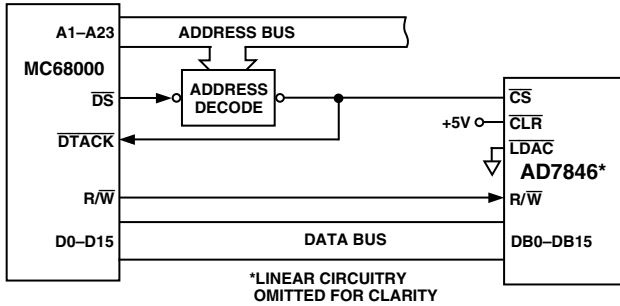 A1–A23
ADDRESS BUS
MC68000
ADDRESS
DECODE
DS
CS
+5V
CLR
DTACK
LDAC
AD7846*
R/W
R/W
D0–D15
DATA BUS
DB0–DB15
*LINEAR CIRCUITRY
OMITTED FOR CLARITY